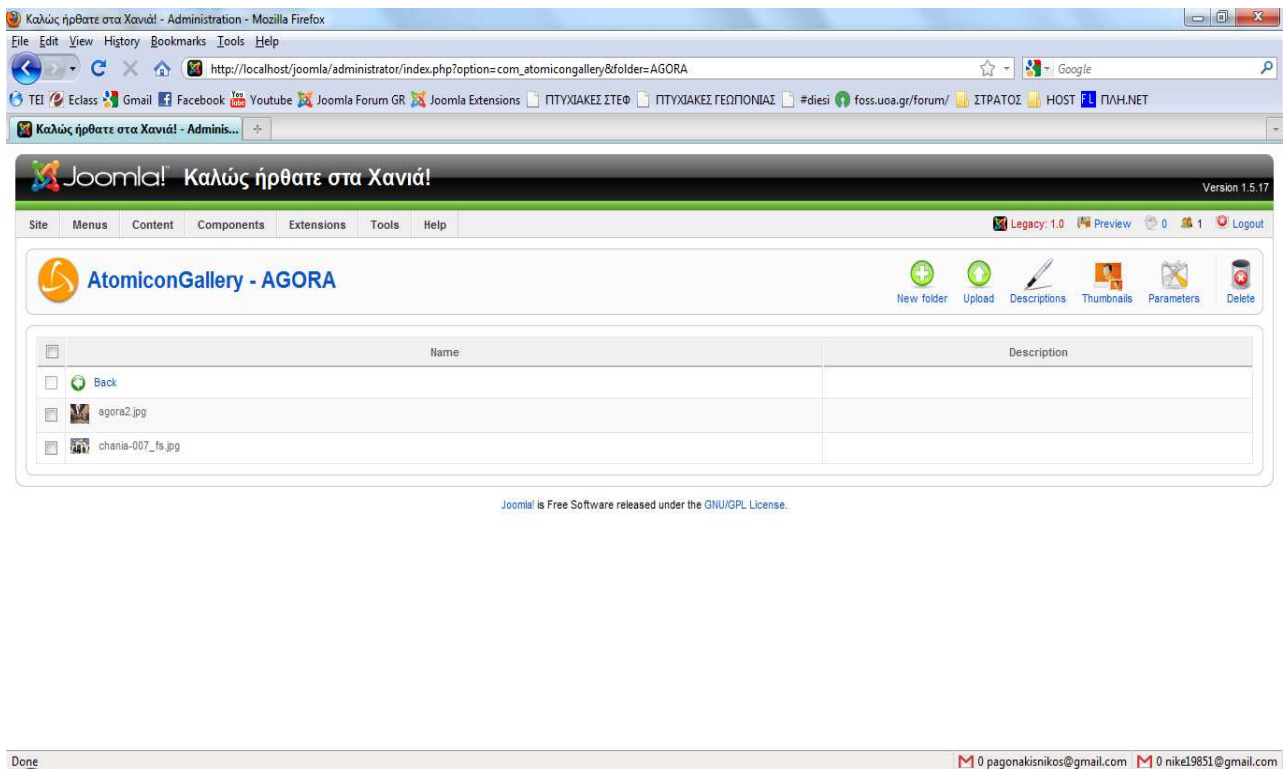 Καλώς ήρθατε στα Χανιά! - Administration - Mozilla Firefox
File Edit View History Bookmarks Tools Help
http://localhost/joomla/administrator/index.php?option=com_atomicongallery&folder=AGORA Google
TEI Eclass Gmail Facebook Youtube Joomla Forum GR Joomla Extensions ΠΤΥΧΙΑΚΕΣ ΣΤΕΦ ΠΤΥΧΙΑΚΕΣ ΓΕΩΠΟΝΙΑΣ #diesi foss.uoa.gr/forum/ ΣΤΡΑΤΟΣ HOST FL ΠΛΗ.ΝΕΤ
Καλώς ήρθατε στα Χανιά! - Adminis...
Joomla! Καλώς ήρθατε στα Χανιά!
Version 1.5.17
Site Menus Content Components Extensions Tools Help Legacy: 1.0 Preview 0 1 Logout
AtomiconGallery - AGORA
New folder Upload Descriptions Thumbnails Parameters Delete
Name Description
Back
agora2.jpg
chania-007_fs.jpg
Joomla! is Free Software released under the GNU/GPL License.
Done 0 pagonakisnikos@gmail.com 0 nike19851@gmail.com